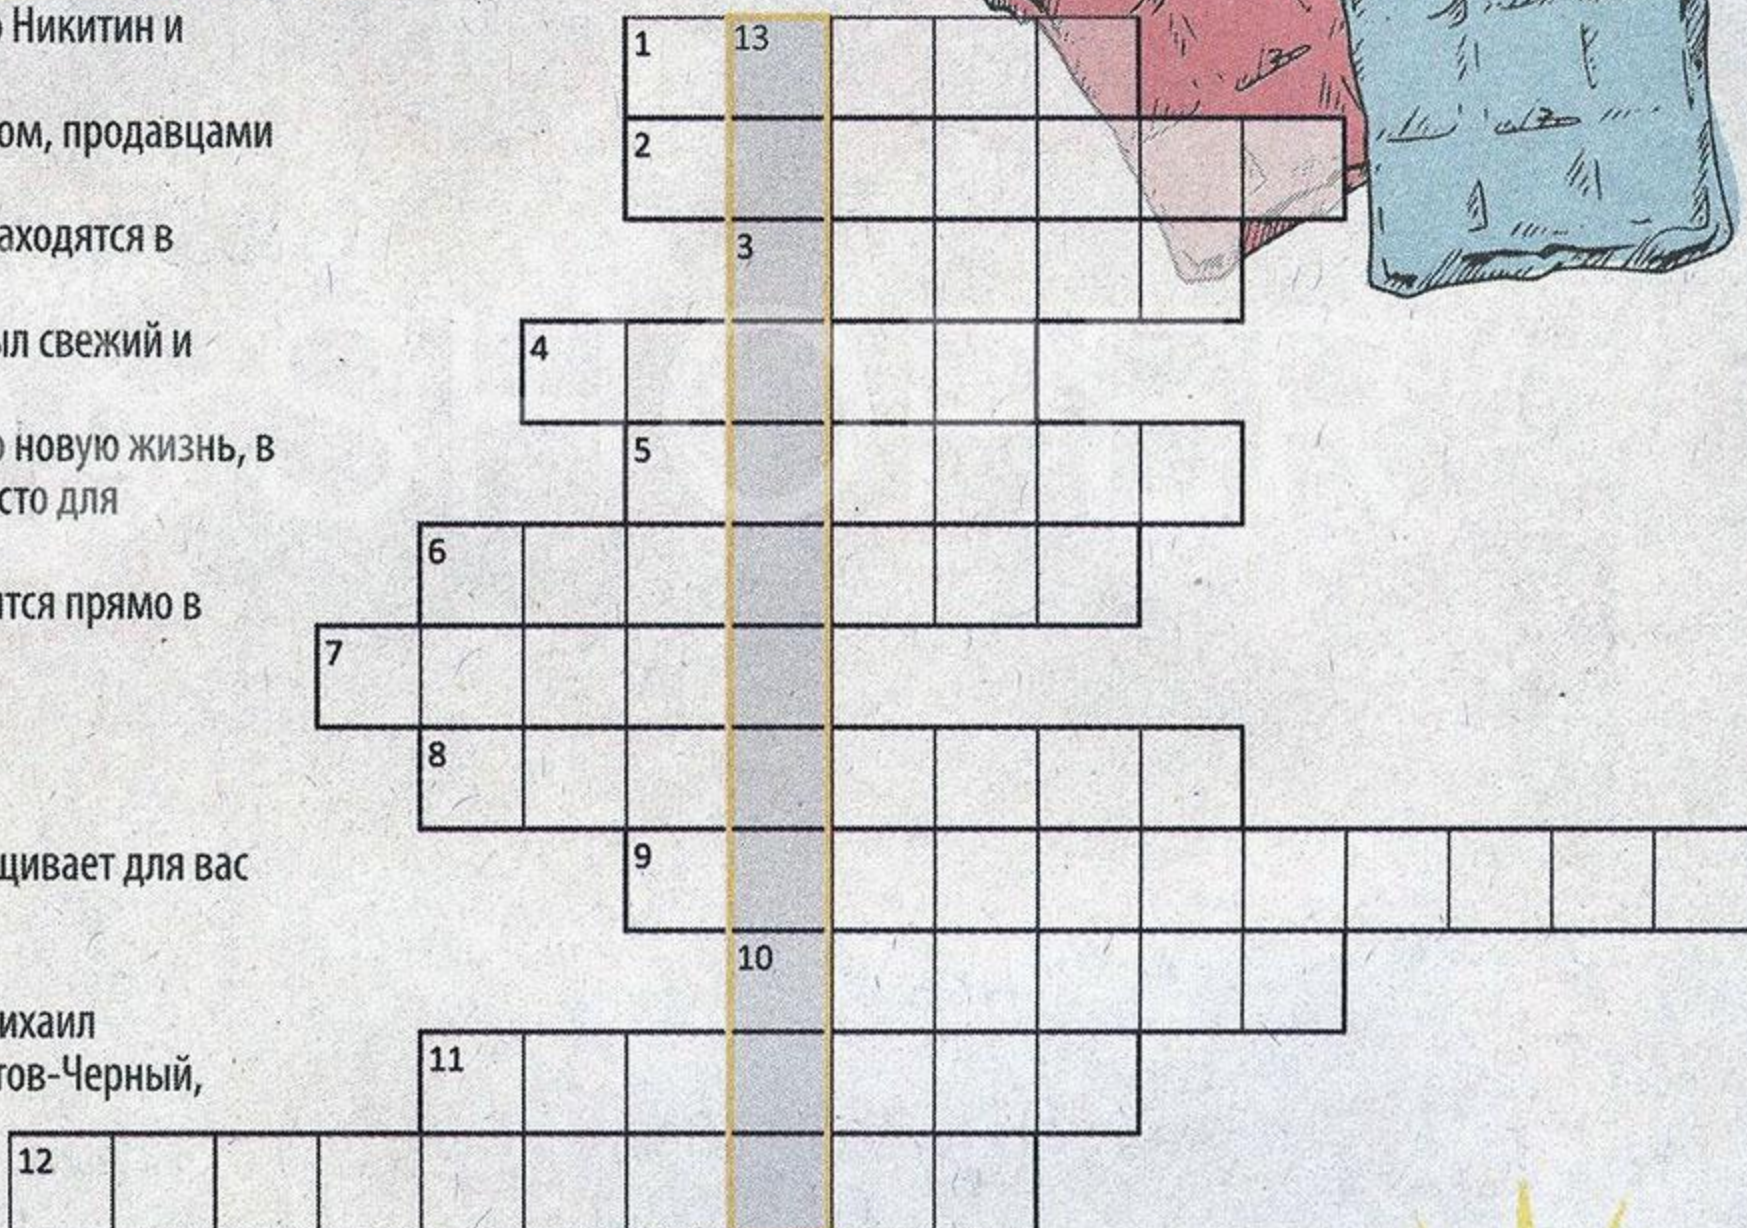 Никитин и
1
13
ом, продавцами
2
аходятся в
3
ыл свежий и
4
новую жизнь, в
5
сто для
6
ится прямо в
7
8
щивает для вас
9
10
ихаил
11
тов-Черный,
12